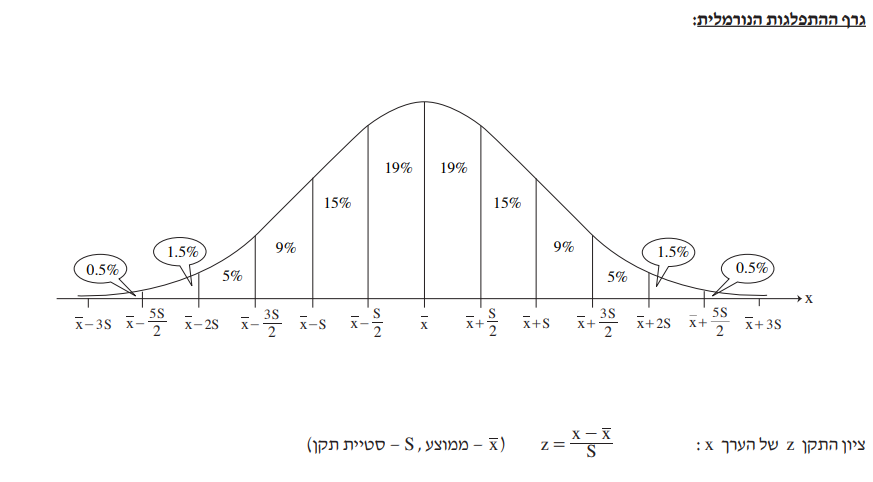 גרף ההתפלגות הנורמלית:
19% 19%
15% 15%
9% 9%
1.5% 1.5%
0.5% 5% 5% 0.5%
x
x̄−3S x̄−5S/2 x̄−2S x̄−3S/2 x̄−S x̄−S/2 x̄ x̄+S/2 x̄+S x̄+3S/2 x̄+2S x̄+5S/2 x̄+3S
ציון התקן z של הערך x : z = (x − x̄)/S (x̄ – ממוצע, S – סטיית תקן)